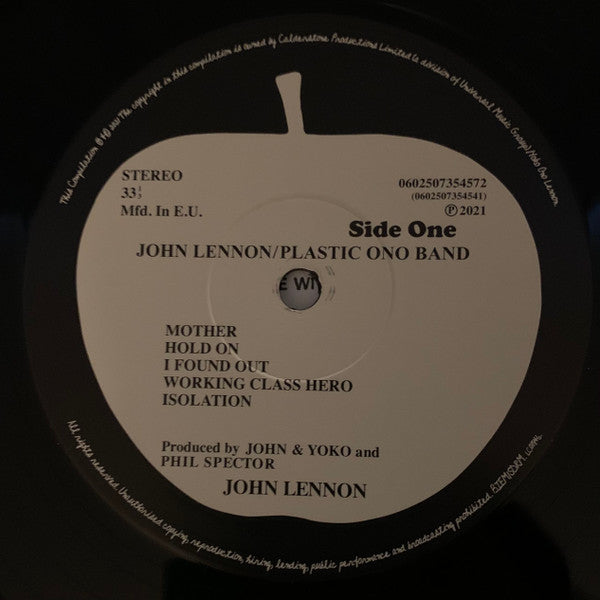 This Compilation ℗ & © 2021 The copyright in this compilation is owned by Calderstone Productions Limited (a division of Universal Music Group)/Yoko Ono Lennon.
STEREO
33⅓
Mfd. In E.U.
0602507354572
(0602507354541)
℗ 2021
Side One
JOHN LENNON/PLASTIC ONO BAND
E WI
MOTHER
HOLD ON
I FOUND OUT
WORKING CLASS HERO
ISOLATION
Produced by JOHN & YOKO and
PHIL SPECTOR
JOHN LENNON
All rights reserved. Unauthorised copying, reproduction, hiring, lending, public performance and broadcasting prohibited. BIEM/SDRM.